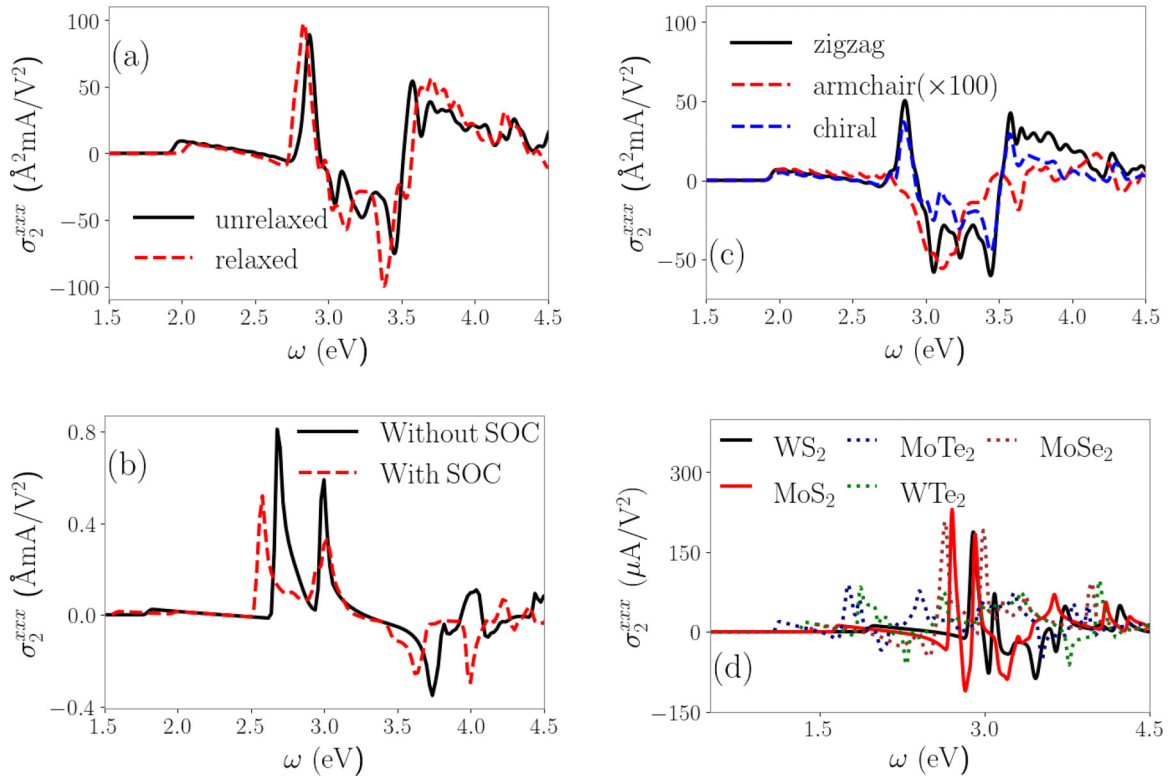 100
50
0
−50
−100
σ₂ˣˣˣ (Å²mA/V²)
(a)
unrelaxed
relaxed
1.5 2.0 2.5 3.0 3.5 4.0 4.5
ω (eV)
100
50
0
−50
σ₂ˣˣˣ (Å²mA/V²)
zigzag
armchair(×100)
chiral
(c)
1.5 2.0 2.5 3.0 3.5 4.0 4.5
ω (eV)
0.8
0.4
0.0
−0.4
σ₂ˣˣˣ (ÅmA/V²)
(b)
Without SOC
With SOC
1.5 2.0 2.5 3.0 3.5 4.0 4.5
ω (eV)
300
150
0
−150
σ₂ˣˣˣ (μA/V²)
WS₂ MoTe₂ MoSe₂
MoS₂ WTe₂
(d)
1.5 3.0 4.5
ω (eV)